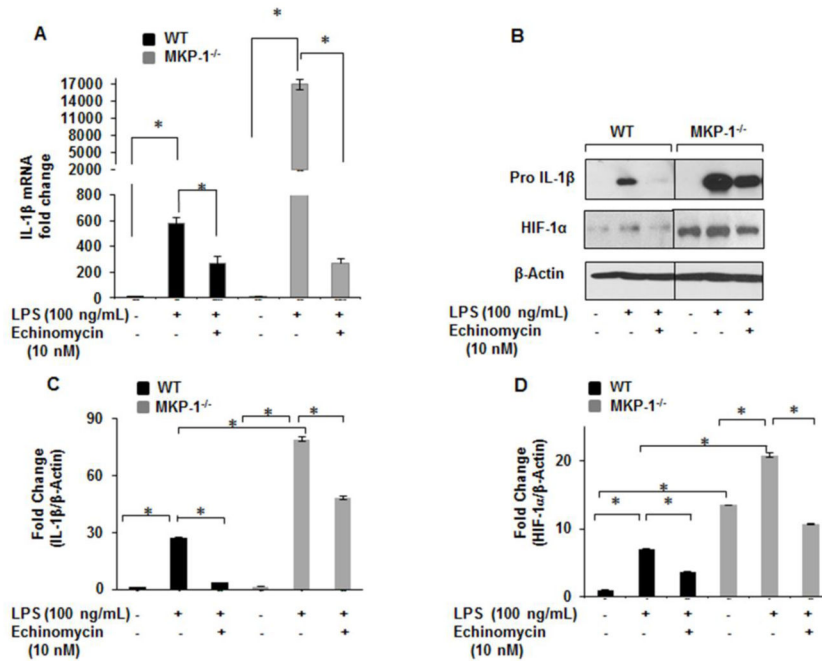 A
WT
MKP-1-/-
*
*
*
*
17000
14000
11000
8000
5000
2000
800
600
400
200
0
IL-1β mRNA
fold change
LPS (100 ng/mL) - + + - + +
Echinomycin - - + - - +
(10 nM)
B
WT MKP-1-/-
Pro IL-1β
HIF-1α
β-Actin
LPS (100 ng/mL) - + + - + +
Echinomycin - - + - - +
(10 nM)
C
WT
MKP-1-/-
*
*
*
*
*
90
60
30
0
Fold Change
(IL-1β/β-Actin)
LPS (100 ng/mL) - + + - + +
Echinomycin - - + - - +
(10 nM)
D
WT
MKP-1-/-
*
*
*
*
*
*
20
10
0
Fold Change
(HIF-1α/β-Actin)
LPS (100 ng/mL) - + + - + +
Echinomycin - - + - - +
(10 nM)